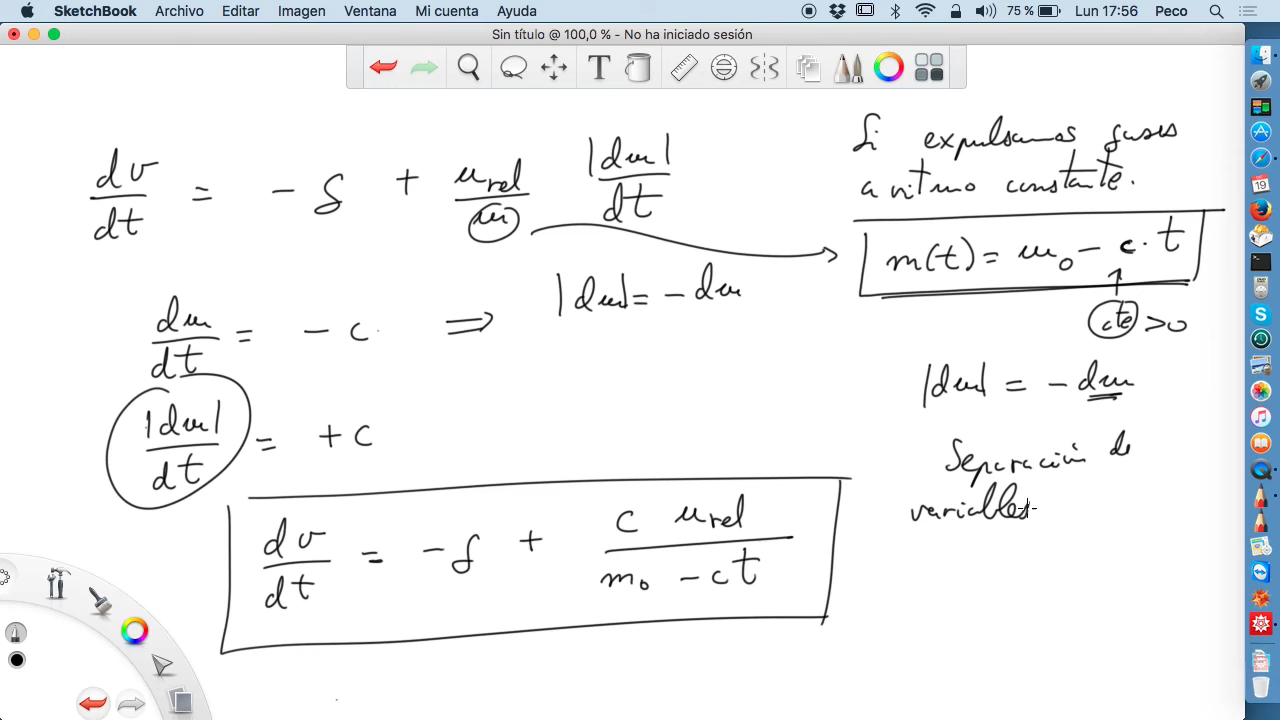 SketchBook Archivo Editar Imagen Ventana Mi cuenta Ayuda 75 % Lun 17:56 Peco
Sin título @ 100,0 % - No ha iniciado sesión
dv/dt = - g + u_rel/m |dm|/dt
Si expulsamos gases
a ritmo constante.
m(t) = m₀ - c · t
cte > 0
|dm| = - dm
dm/dt = - c ⇒
|dm| = - dm
|dm|/dt = + c
Separación de
variables
dv/dt = - g + c u_rel / m₀ - ct